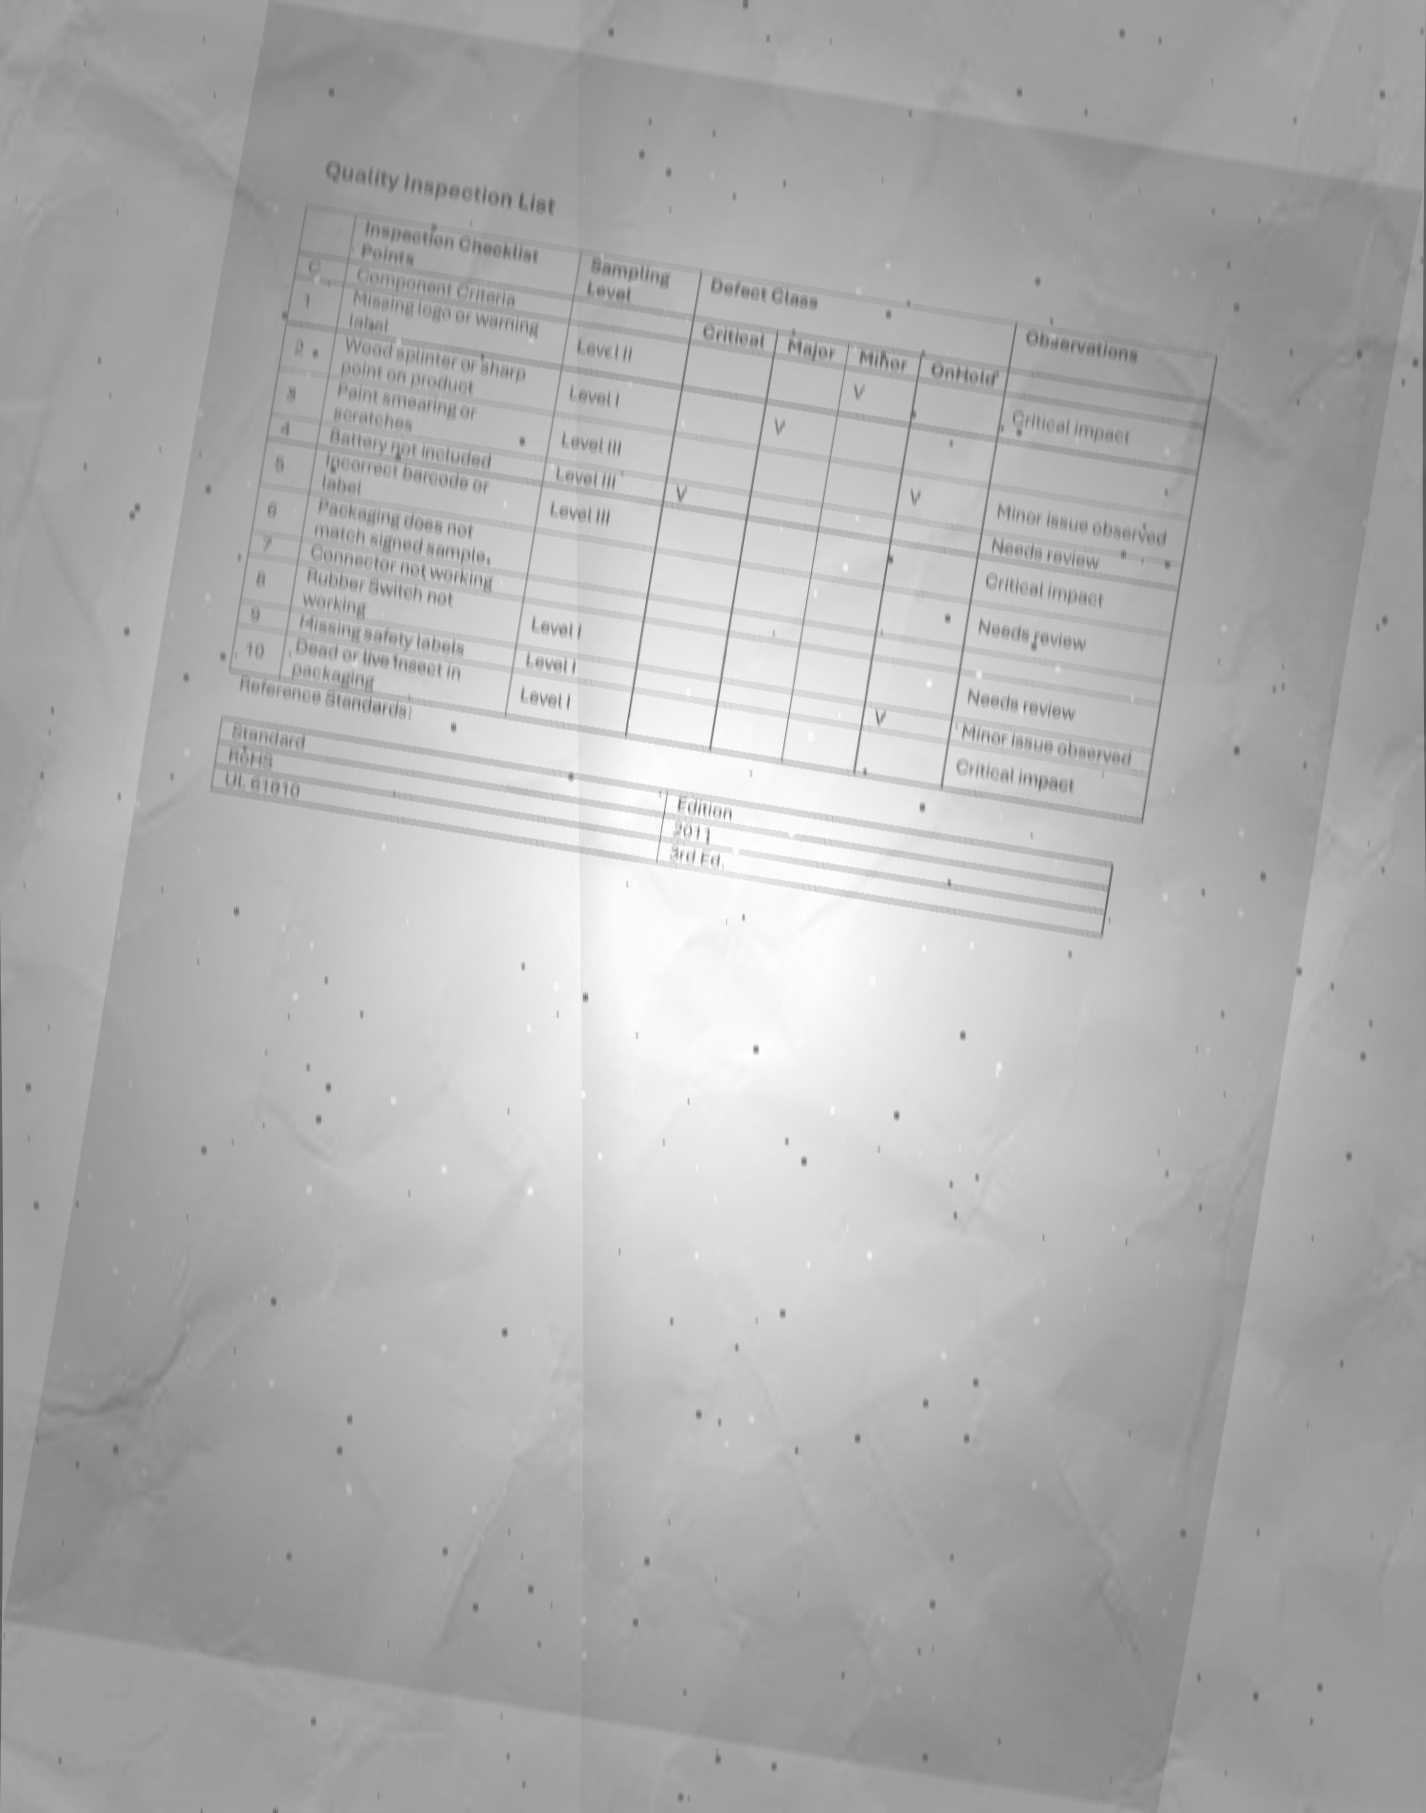 Quality Inspection List
Inspection Checklist Points Sampling Level Defect Class Observations
C Component Criteria Critical Major Minor OnHold
1 Missing logo or warning label Level II V Critical impact
2 Wood splinter or sharp point on product Level I V
3 Paint smearing or scratches Level III V Minor issue observed
4 Battery not included Level III V Needs review
5 Incorrect barcode or label Level III Critical impact
6 Packaging does not match signed sample, Needs review
7 Connector not working
8 Rubber Switch not working Level I Needs review
9 Missing safety labels Level I V Minor issue observed
10 Dead or live insect in packaging Level I Critical impact
Reference Standards:
Standard Edition
RoHS 2011
UL 61010 3rd Ed.